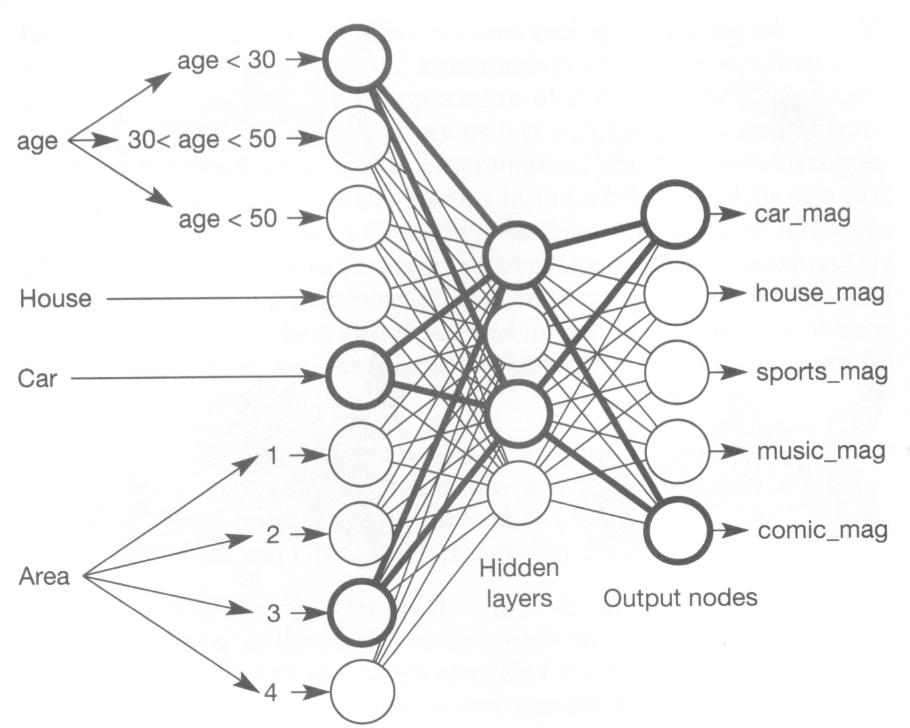 age
age < 30
30< age < 50
age < 50
House
Car
Area
1
2
3
4
Hidden
layers
Output nodes
car_mag
house_mag
sports_mag
music_mag
comic_mag